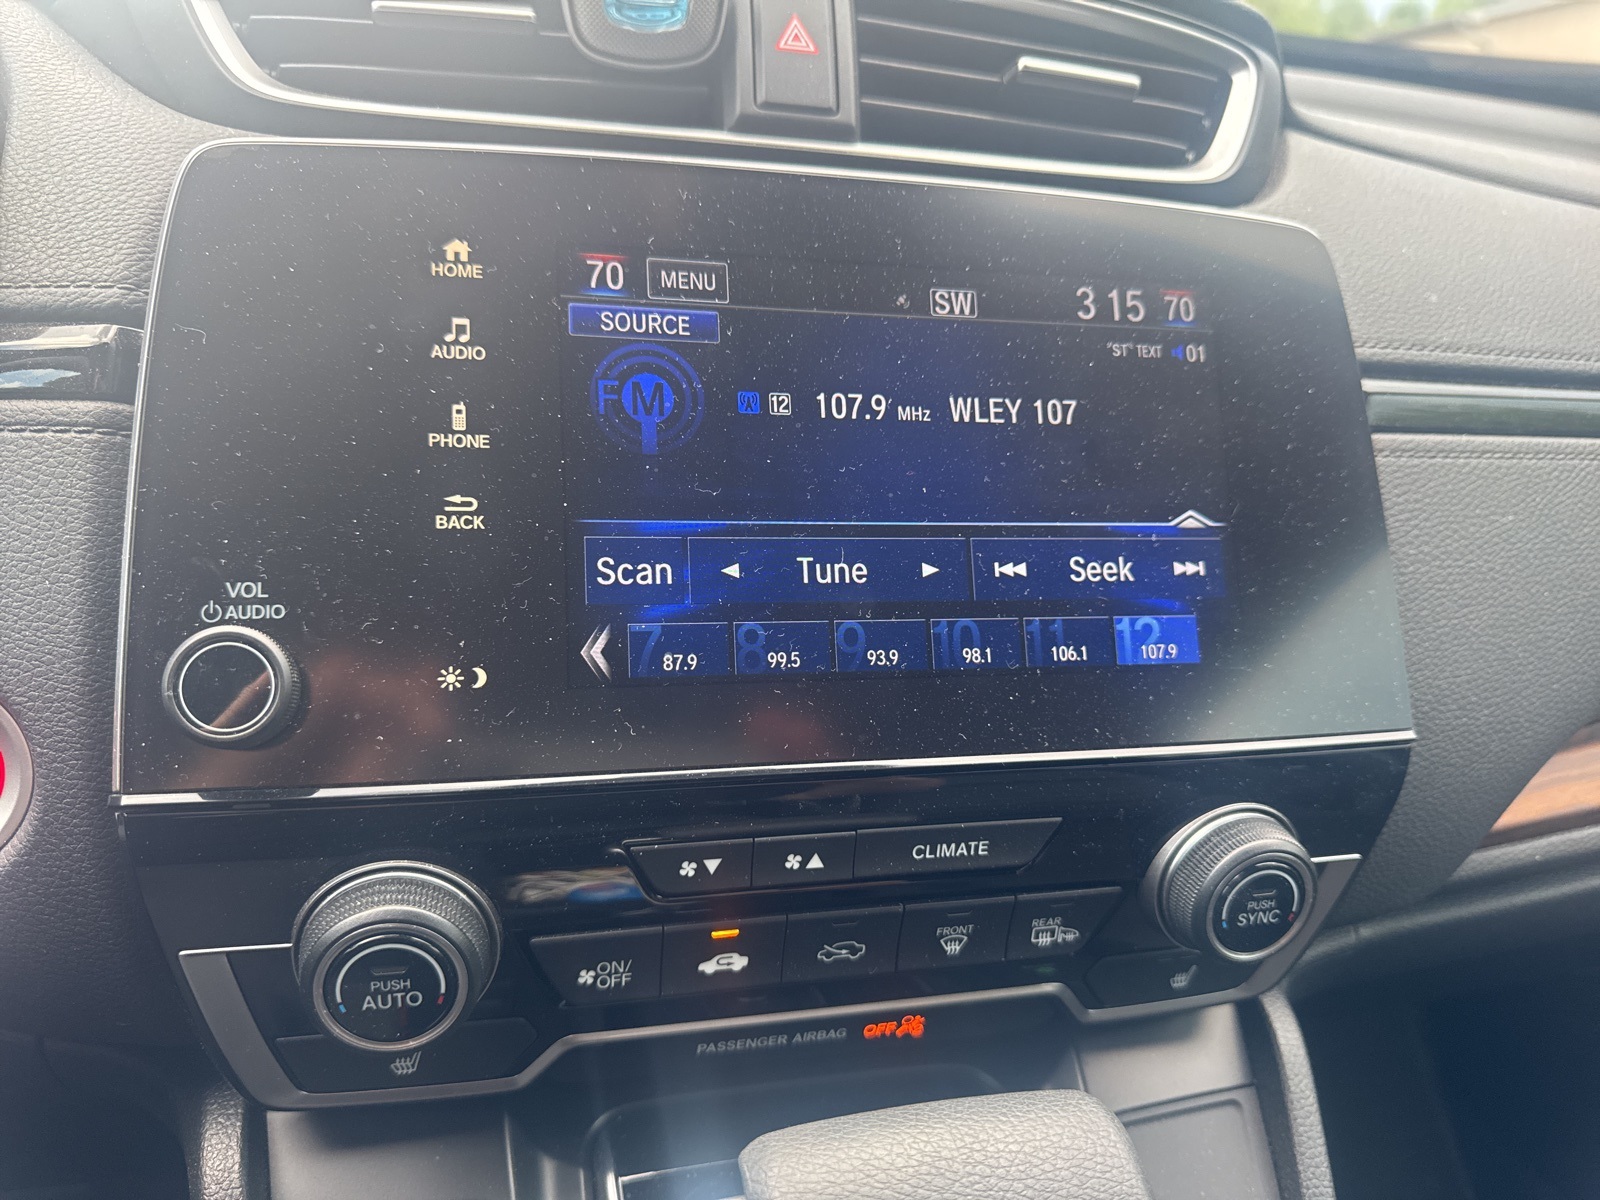 70 MENU SW 3 15 70
SOURCE
"ST" TEXT 01
FM 12 107.9 MHz WLEY 107
Scan Tune Seek
7 8 9 10 11 12
87.9 99.5 93.9 98.1 106.1 107.9
HOME
AUDIO
PHONE
BACK
VOL
AUDIO
CLIMATE
ON/
OFF
FRONT
REAR
PUSH
AUTO
PUSH
SYNC
PASSENGER AIRBAG OFF